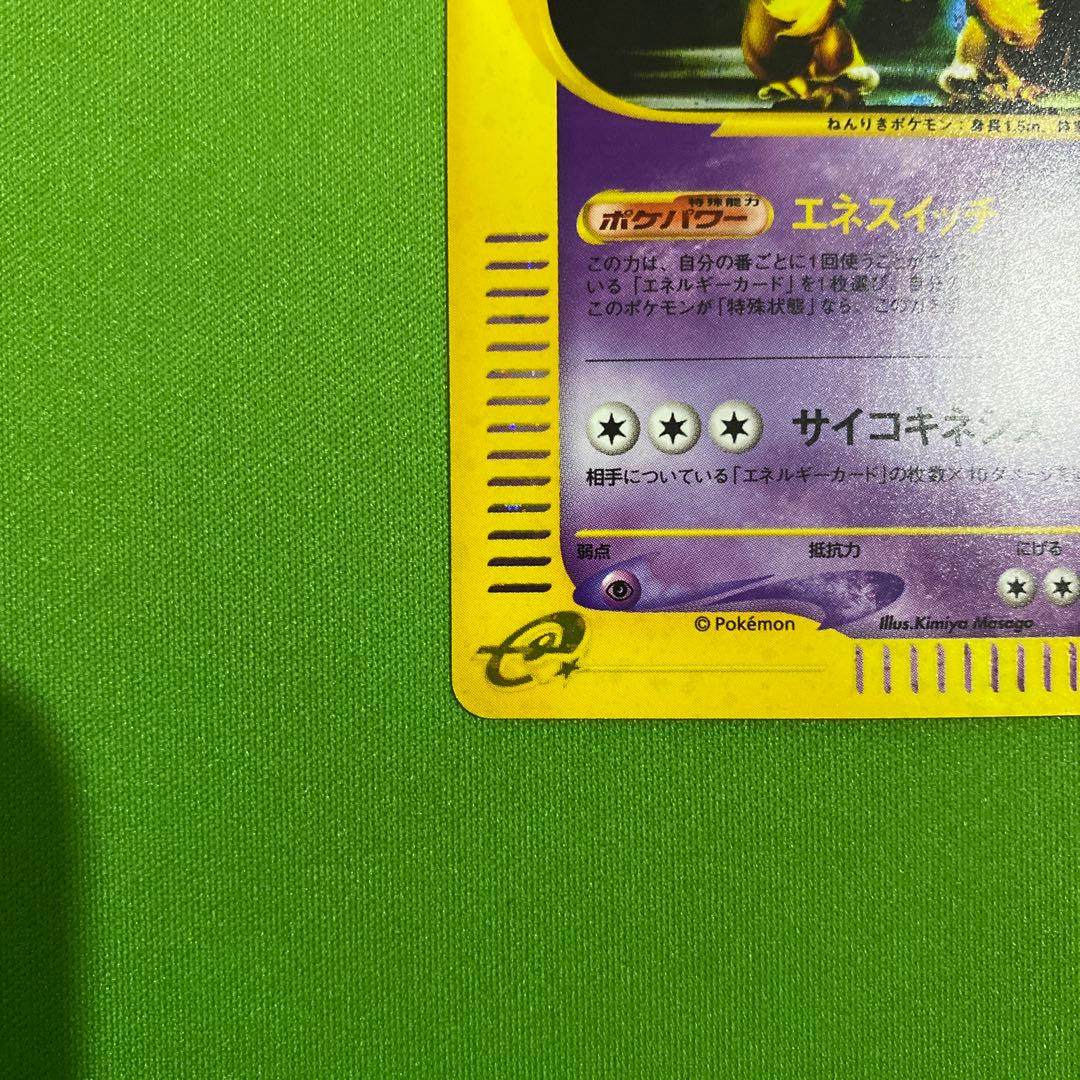 ねんりきポケモン：身長1.5m,
特殊能力
ポケパワー エネスイッチ
この力は、自分の番ごとに1回使うことが
いる「エネルギーカード」を1枚選び、自分
このポケモンが「特殊状態」なら、この力を
サイコキネシス
相手についている「エネルギーカード」の枚数×10ダメージを
弱点 抵抗力 にげる
© Pokémon Illus.Kimiya Masago
e